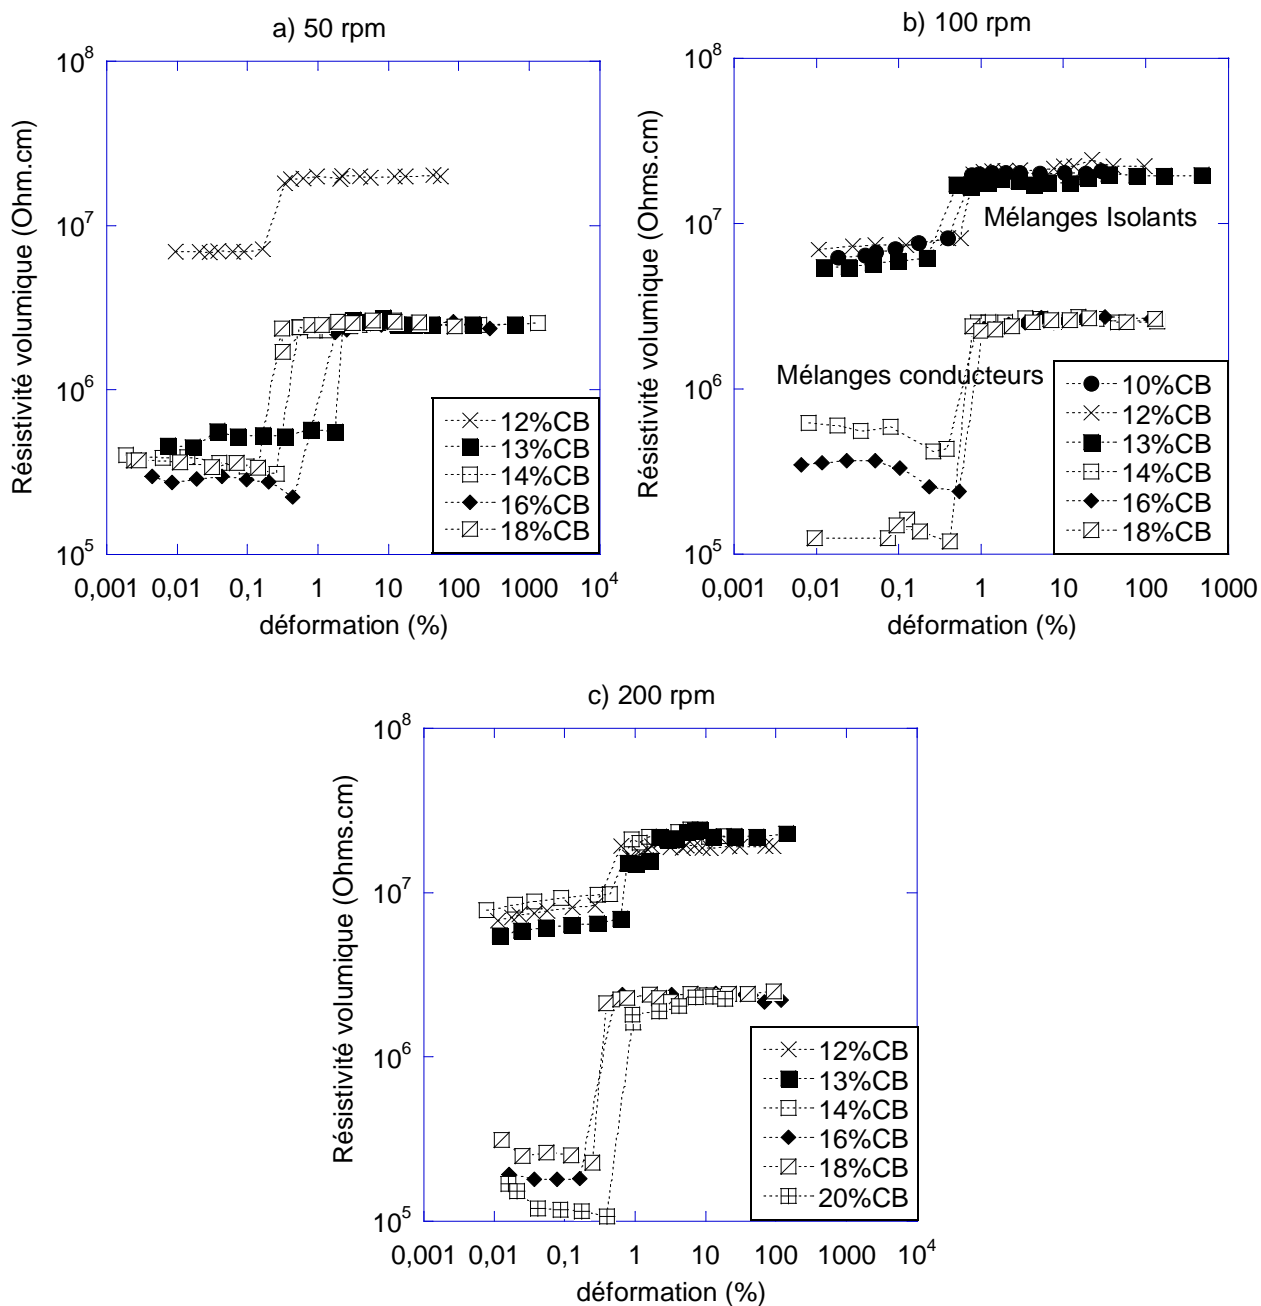 a) 50 rpm
Résistivité volumique (Ohm.cm)
10^8
10^7
10^6
10^5
12%CB
13%CB
14%CB
16%CB
18%CB
0,001 0,01 0,1 1 10 100 1000 10^4
déformation (%)
b) 100 rpm
Résistivité volumique (Ohms.cm)
10^8
10^7
10^6
10^5
Mélanges Isolants
Mélanges conducteurs
10%CB
12%CB
13%CB
14%CB
16%CB
18%CB
0,001 0,01 0,1 1 10 100 1000
déformation (%)
c) 200 rpm
Résistivité volumique (Ohms.cm)
10^8
10^7
10^6
10^5
12%CB
13%CB
14%CB
16%CB
18%CB
20%CB
0,001 0,01 0,1 1 10 100 1000 10^4
déformation (%)